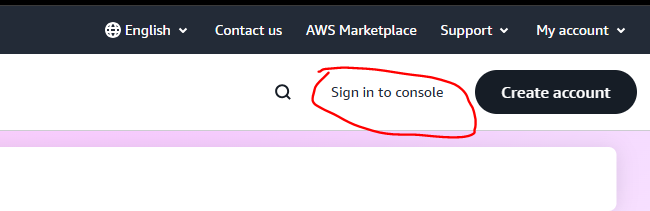 English Contact us AWS Marketplace Support My account
Sign in to console Create account